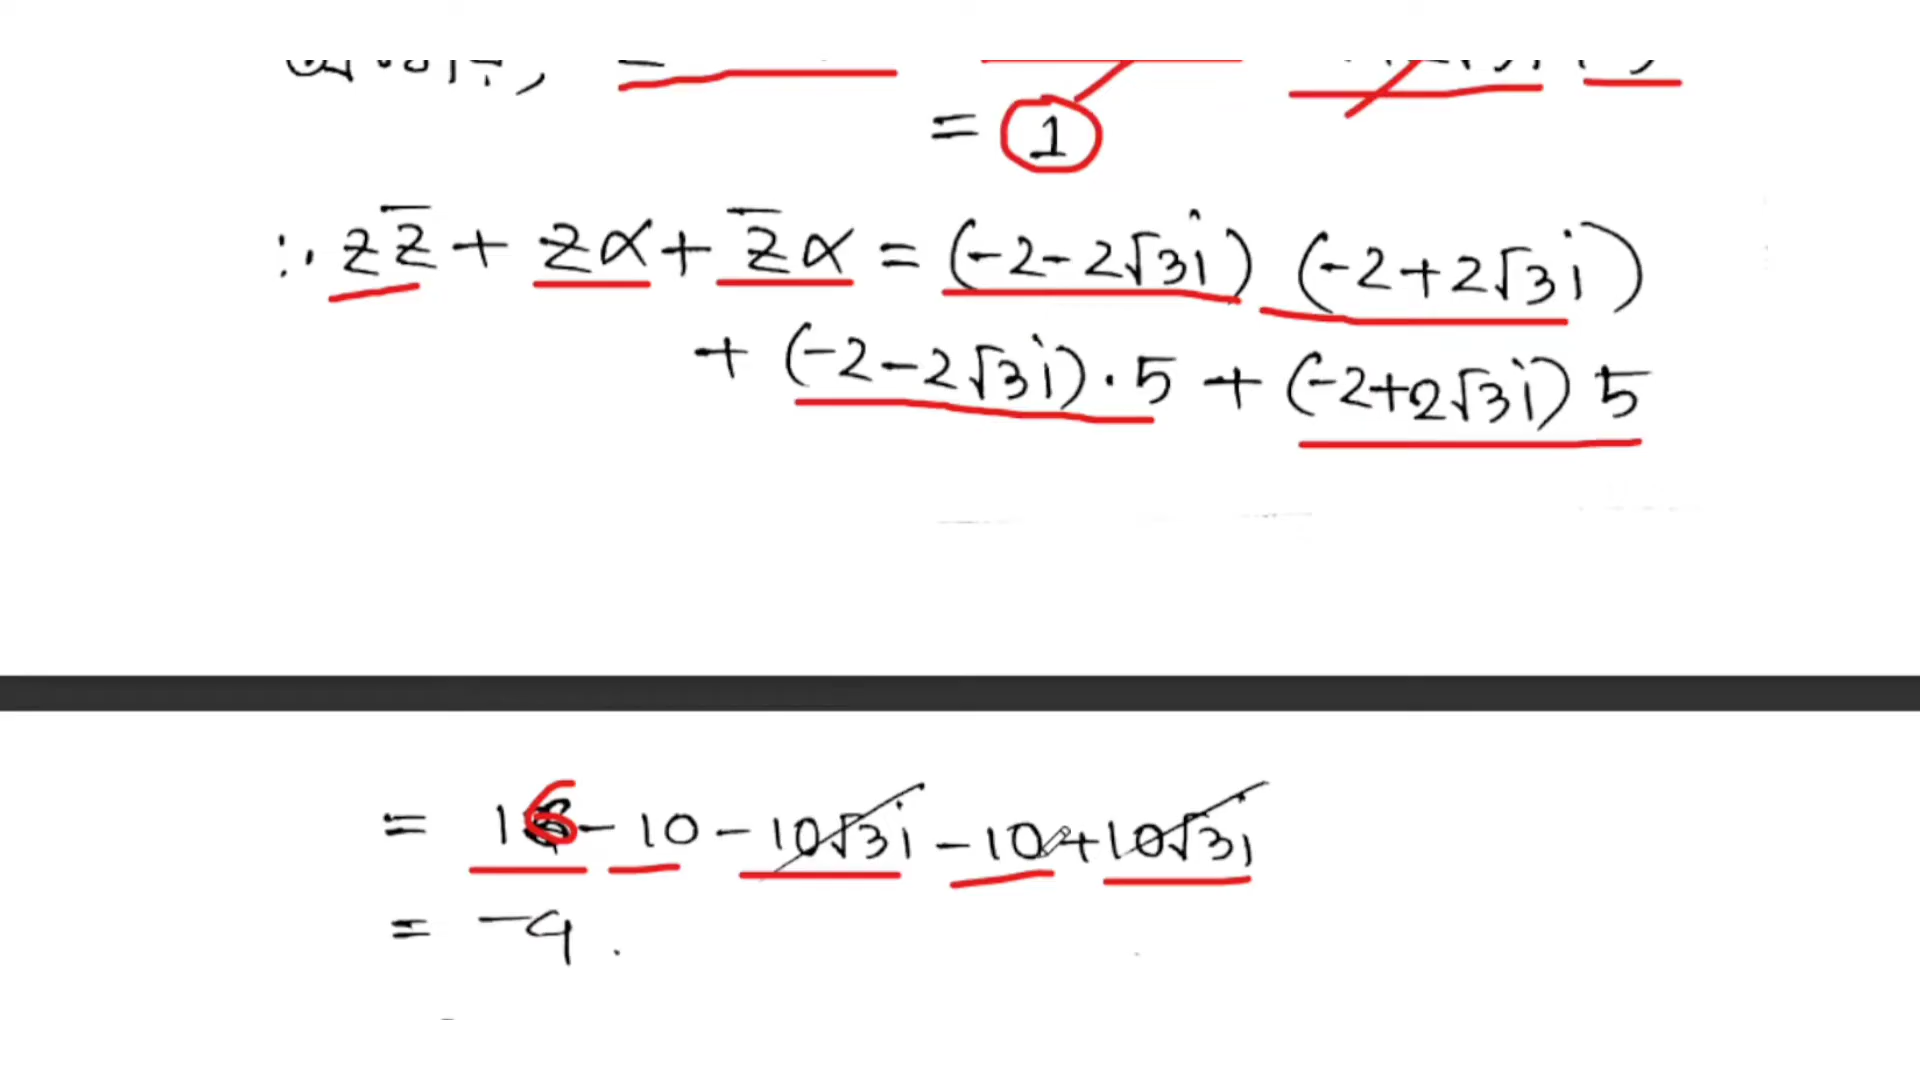 = 1
∵ zz̅ + zα + z̅α = (-2-2√3i) (-2+2√3i)
+ (-2-2√3i)·5 + (-2+2√3i) 5
= 16 - 10 - 10√3i - 10 + 10√3i
= -4.